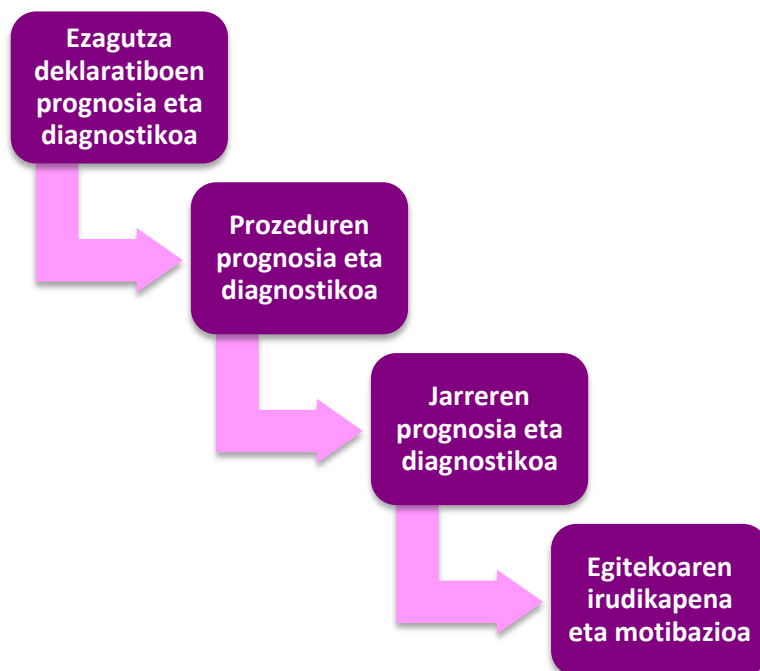 Ezagutza
deklaratiboen
prognosia eta
diagnostikoa
Prozeduren
prognosia eta
diagnostikoa
Jarreren
prognosia eta
diagnostikoa
Egitekoaren
irudikapena
eta motibazioa